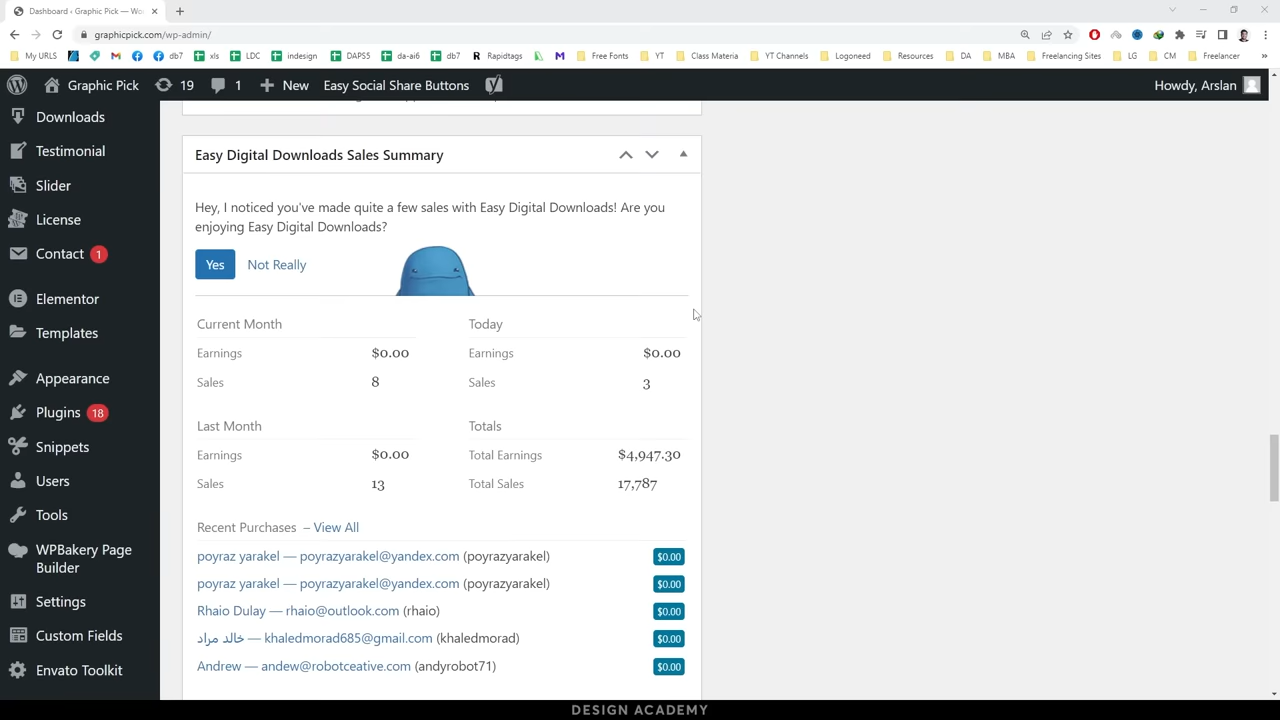 Dashboard ‹ Graphic Pick — Wo
graphicpick.com/wp-admin/
My URLS
xls
LDC
indesign
DAPS5
da-ai6
db7
Rapidtags
Free Fonts
YT
Class Materia
YT Channels
Logoneed
Resources
DA
MBA
Freelancing Sites
LG
CM
Freelancer
Graphic Pick
19
1
New
Easy Social Share Buttons
Howdy, Arslan
Downloads
Testimonial
Slider
License
Contact 1
Elementor
Templates
Appearance
Plugins 18
Snippets
Users
Tools
WPBakery Page
Builder
Settings
Custom Fields
Envato Toolkit
Easy Digital Downloads Sales Summary
Hey, I noticed you've made quite a few sales with Easy Digital Downloads! Are you
enjoying Easy Digital Downloads?
Yes
Not Really
Current Month
Earnings $0.00
Sales 8
Today
Earnings $0.00
Sales 3
Last Month
Earnings $0.00
Sales 13
Totals
Total Earnings $4,947.30
Total Sales 17,787
Recent Purchases – View All
poyraz yarakel — poyrazyarakel@yandex.com (poyrazyarakel) $0.00
poyraz yarakel — poyrazyarakel@yandex.com (poyrazyarakel) $0.00
Rhaio Dulay — rhaio@outlook.com (rhaio) $0.00
خالد مراد — khaledmorad685@gmail.com (khaledmorad) $0.00
Andrew — andew@robotceative.com (andyrobot71) $0.00
DESIGN ACADEMY